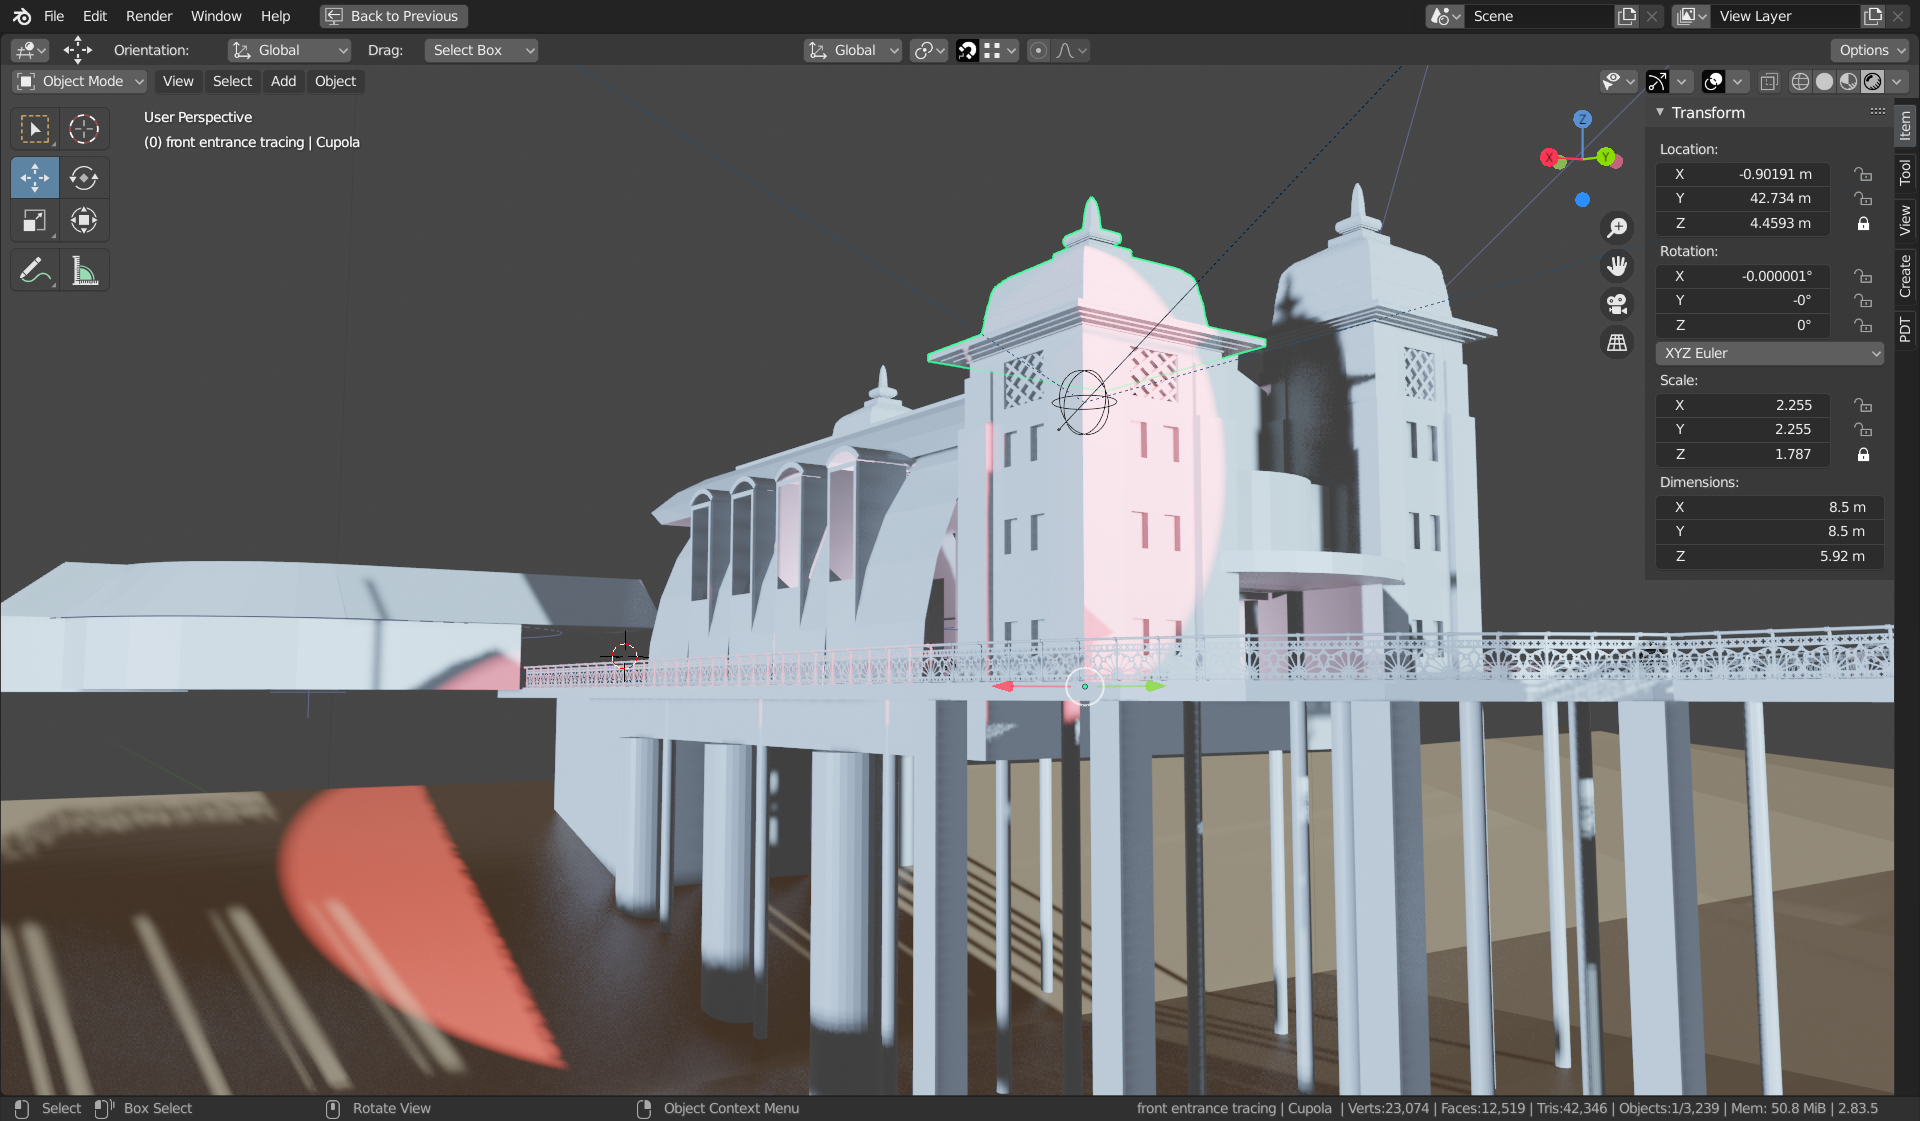 File Edit Render Window Help Back to Previous Scene View Layer
Orientation: Global Drag: Select Box Global Options
Object Mode View Select Add Object
User Perspective
(0) front entrance tracing | Cupola
Z
X
Y
Transform
Location:
X -0.90191 m
Y 42.734 m
Z 4.4593 m
Rotation:
X -0.000001°
Y -0°
Z 0°
XYZ Euler
Scale:
X 2.255
Y 2.255
Z 1.787
Dimensions:
X 8.5 m
Y 8.5 m
Z 5.92 m
Item
Tool
View
Create
PDT
Select Box Select Rotate View Object Context Menu front entrance tracing | Cupola | Verts:23,074 | Faces:12,519 | Tris:42,346 | Objects:1/3,239 | Mem: 50.8 MiB | 2.83.5